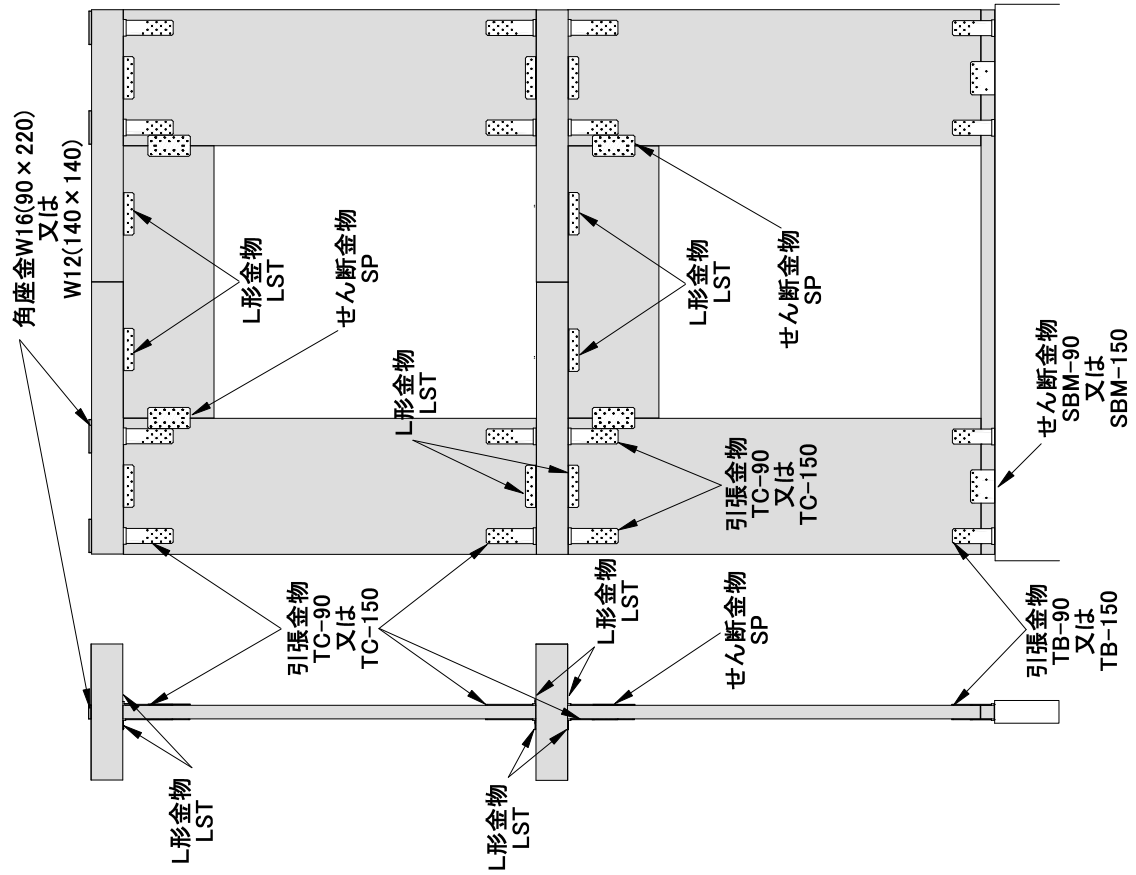 角座金W16(90×220)
又は
W12(140×140)
L形金物
LST
せん断金物
SP
L形金物
LST
L形金物
LST
せん断金物
SP
引張金物
TC-90
又は
TC-150
せん断金物
SBM-90
又は
SBM-150
引張金物
TC-90
又は
TC-150
L形金物
LST
せん断金物
SP
引張金物
TB-90
又は
TB-150
L形金物
LST
L形金物
LST